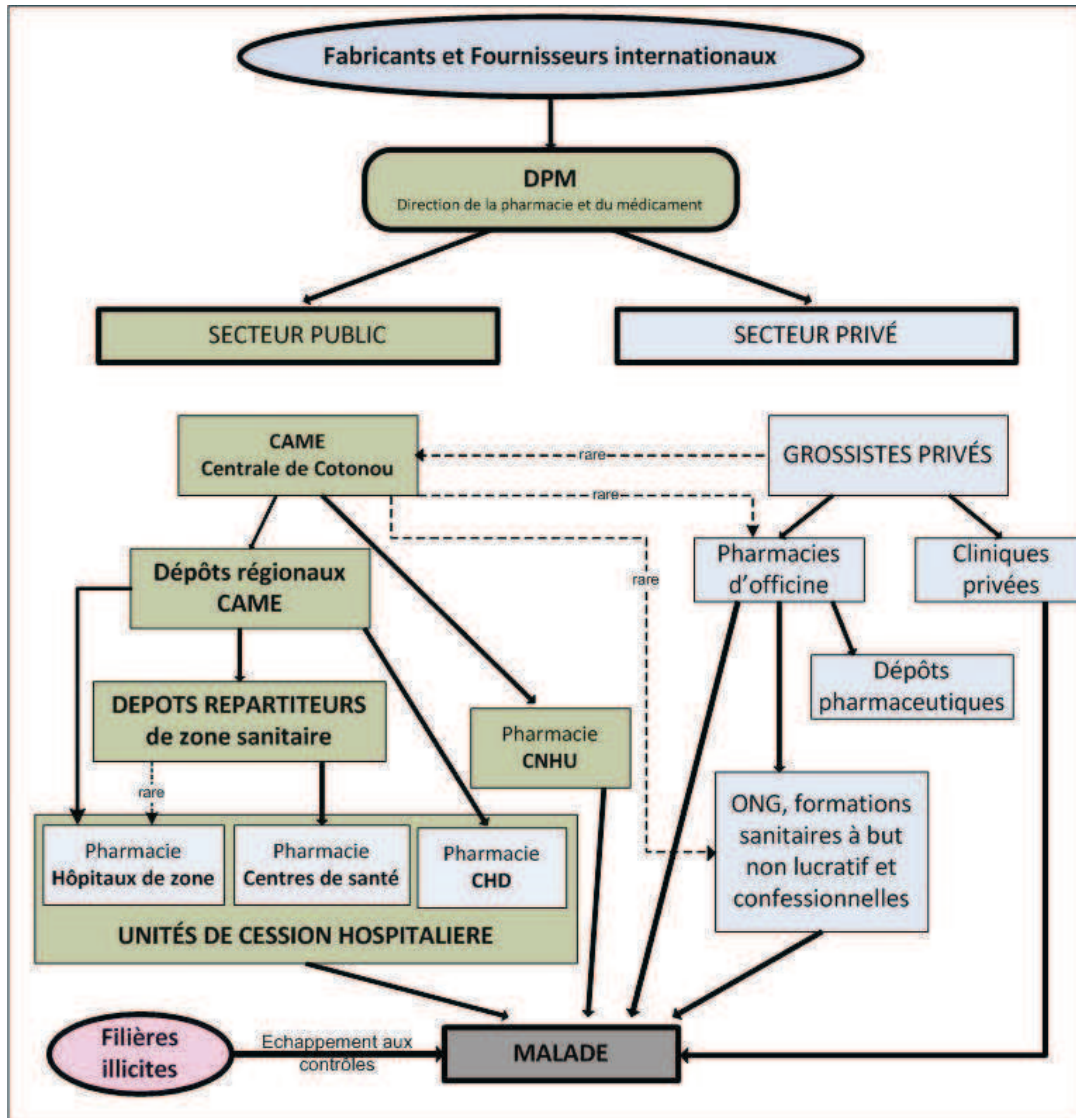 Fabricants et Fournisseurs internationaux
DPM
Direction de la pharmacie et du médicament
SECTEUR PUBLIC
SECTEUR PRIVÉ
CAME
Centrale de Cotonou
rare
GROSSISTES PRIVÉS
rare
Dépôts régionaux
CAME
rare
Pharmacies
d'officine
Cliniques
privées
Dépôts
pharmaceutiques
DEPOTS REPARTITEURS
de zone sanitaire
Pharmacie
CNHU
rare
ONG, formations
sanitaires à but
non lucratif et
confessionnelles
Pharmacie
Hôpitaux de zone
Pharmacie
Centres de santé
Pharmacie
CHD
UNITÉS DE CESSION HOSPITALIERE
Filières
illicites
Echappement aux
contrôles
MALADE